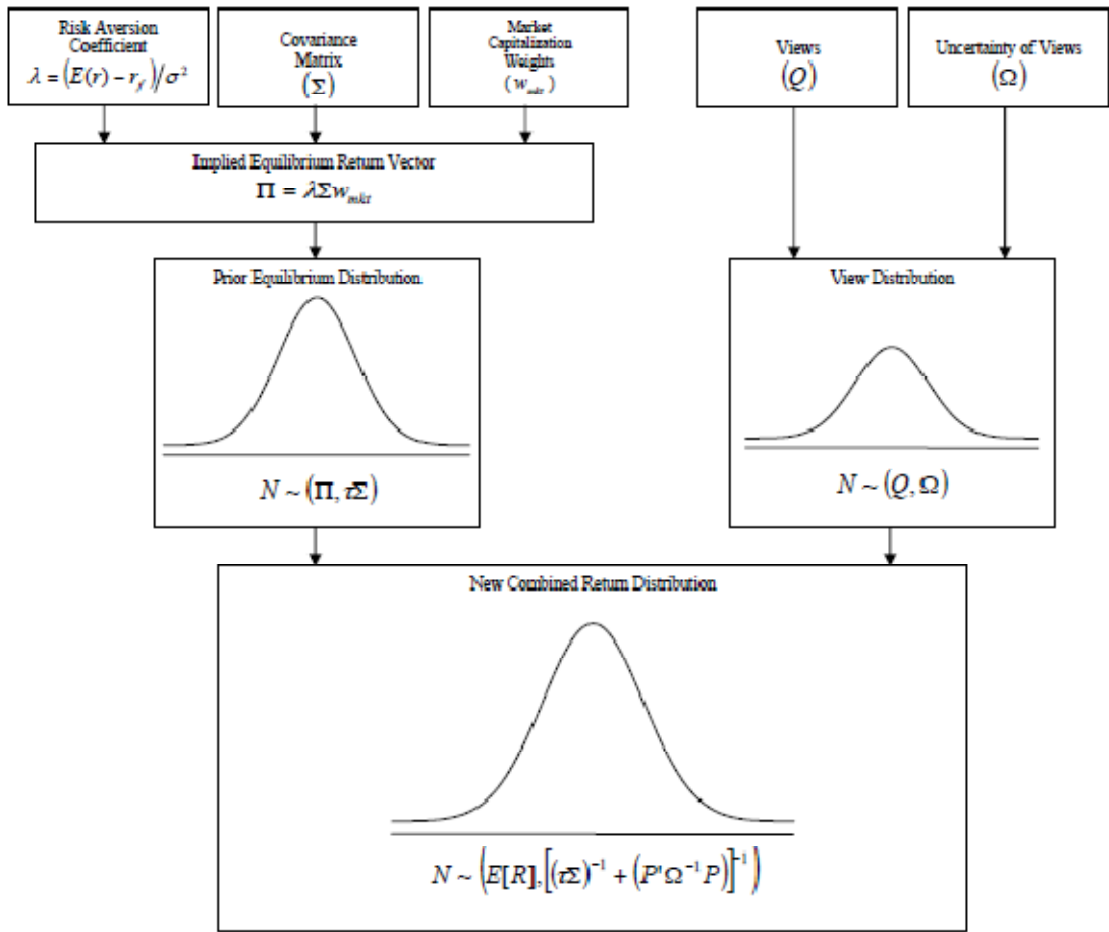 Risk Aversion
Coefficient
λ = (E(r) − r_f)/σ²
Covariance
Matrix
(Σ)
Market
Capitalization
Weights
(w_mkt)
Views
(Q)
Uncertainty of Views
(Ω)
Implied Equilibrium Return Vector
Π = λΣw_mkt
Prior Equilibrium Distribution
N ~ (Π, τΣ)
View Distribution
N ~ (Q, Ω)
New Combined Return Distribution
N ~ (E[R], [(τΣ)⁻¹ + (P'Ω⁻¹P)]⁻¹)